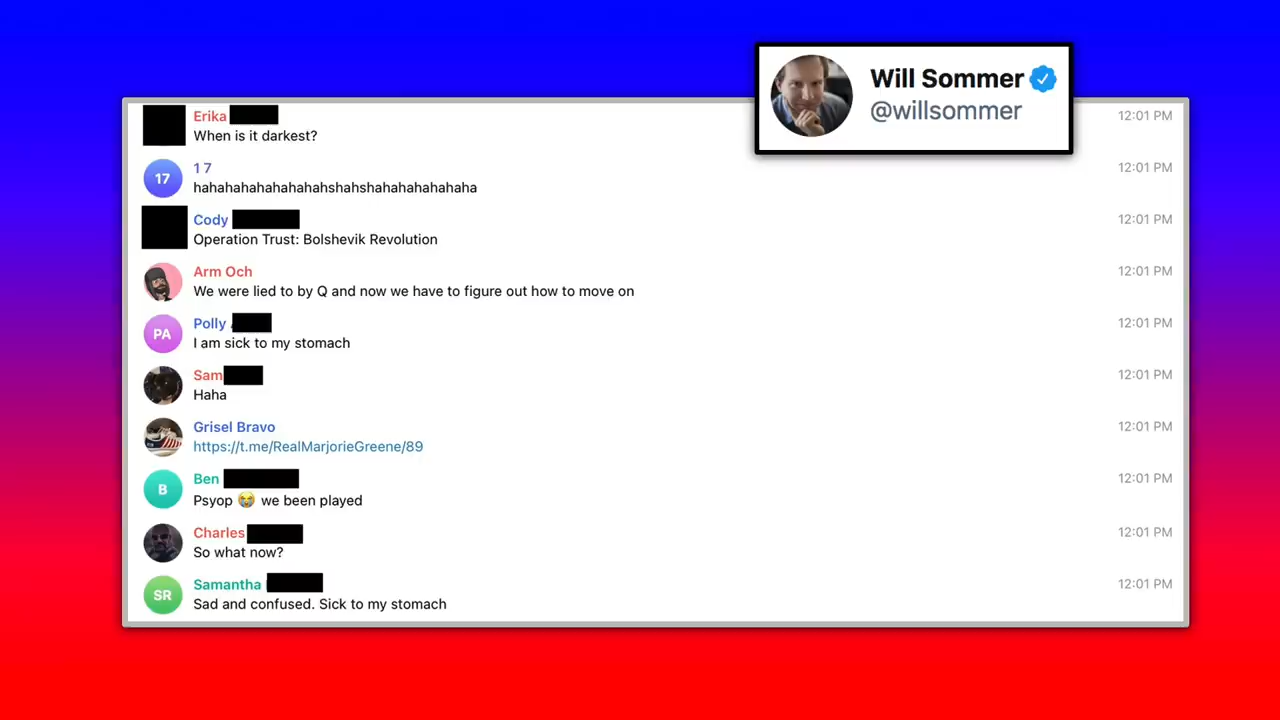 Will Sommer
@willsommer
Erika
12:01 PM
When is it darkest?
17
1 7
12:01 PM
hahahahahahahahshahshahahahahahaha
Cody
12:01 PM
Operation Trust: Bolshevik Revolution
Arm Och
12:01 PM
We were lied to by Q and now we have to figure out how to move on
PA
Polly
12:01 PM
I am sick to my stomach
Sam
12:01 PM
Haha
Grisel Bravo
12:01 PM
https://t.me/RealMarjorieGreene/89
B
Ben
12:01 PM
Psyop 😭 we been played
Charles
12:01 PM
So what now?
SR
Samantha
12:01 PM
Sad and confused. Sick to my stomach